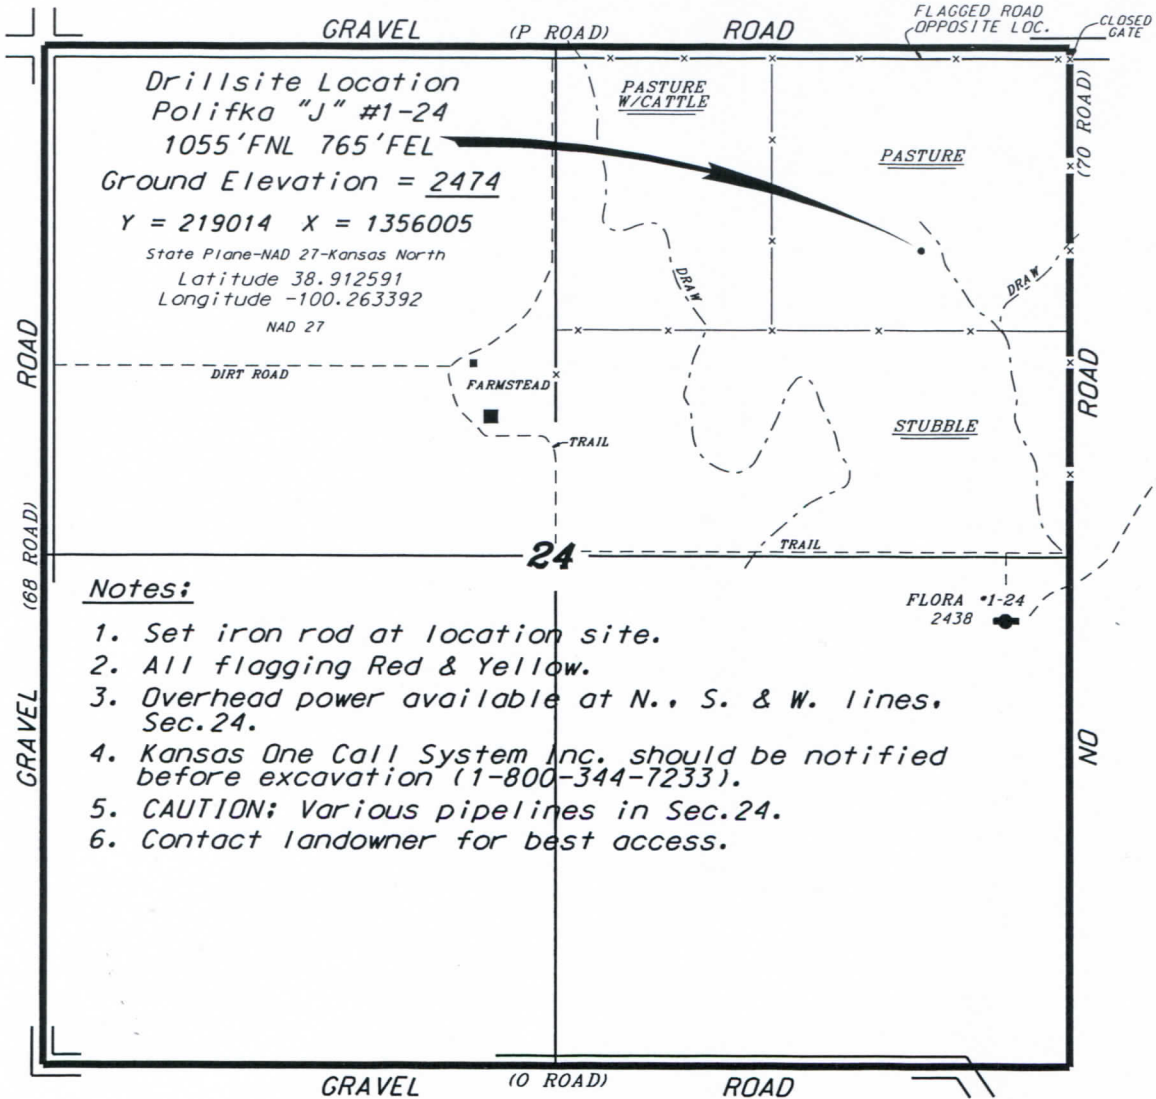 GRAVEL (P ROAD) ROAD
FLAGGED ROAD
OPPOSITE LOC.
CLOSED
GATE
Drillsite Location
Polifka "J" #1-24
1055'FNL 765'FEL
Ground Elevation = 2474
Y = 219014 X = 1356005
State Plane-NAD 27-Kansas North
Latitude 38.912591
Longitude -100.263392
NAD 27
PASTURE
W/CATTLE
PASTURE
(70 ROAD)
DRAW
DRAW
ROAD
ROAD
DIRT ROAD
FARMSTEAD
TRAIL
STUBBLE
(68 ROAD)
24
TRAIL
FLORA #1-24
2438
GRAVEL
NO
Notes:
1. Set iron rod at location site.
2. All flagging Red & Yellow.
3. Overhead power available at N., S. & W. lines,
Sec.24.
4. Kansas One Call System Inc. should be notified
before excavation (1-800-344-7233).
5. CAUTION: Various pipelines in Sec.24.
6. Contact landowner for best access.
GRAVEL (O ROAD) ROAD